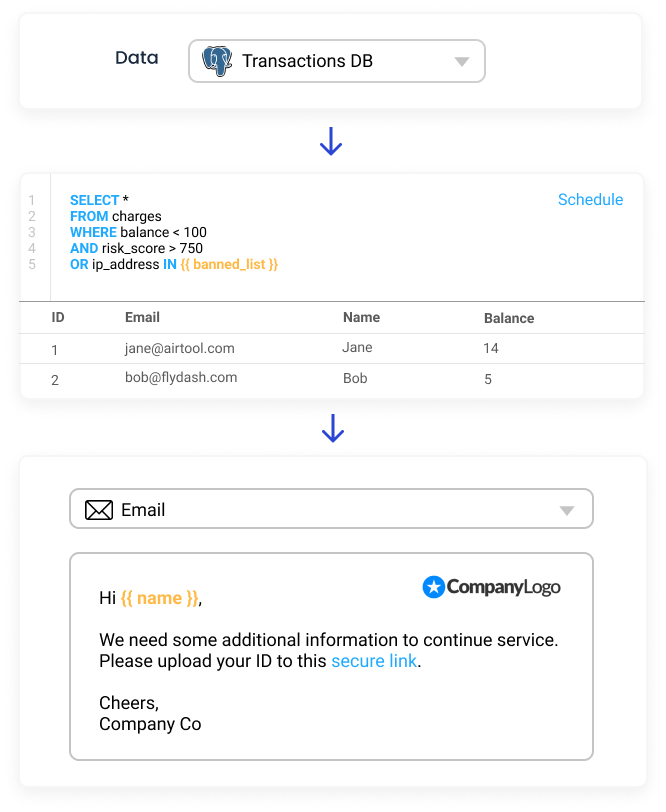 Data
Transactions DB
1 SELECT *
2 FROM charges
3 WHERE balance < 100
4 AND risk_score > 750
5 OR ip_address IN {{ banned_list }}
Schedule
ID Email Name Balance
1 jane@airtool.com Jane 14
2 bob@flydash.com Bob 5
Email
CompanyLogo
Hi {{ name }},
We need some additional information to continue service.
Please upload your ID to this secure link.
Cheers,
Company Co